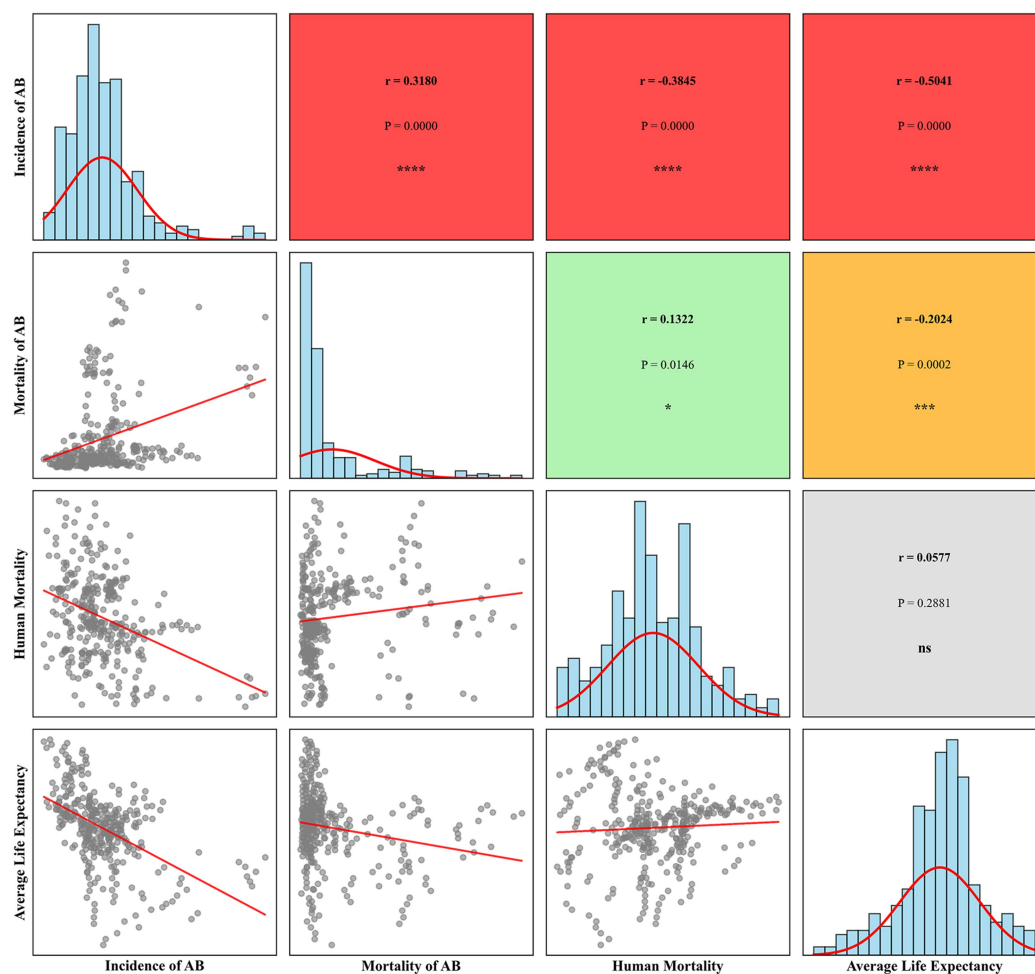 Incidence of AB
r = 0.3180
P = 0.0000
****
r = -0.3845
P = 0.0000
****
r = -0.5041
P = 0.0000
****
Mortality of AB
r = 0.1322
P = 0.0146
*
r = -0.2024
P = 0.0002
***
Human Mortality
r = 0.0577
P = 0.2881
ns
Average Life Expectancy
Incidence of AB
Mortality of AB
Human Mortality
Average Life Expectancy